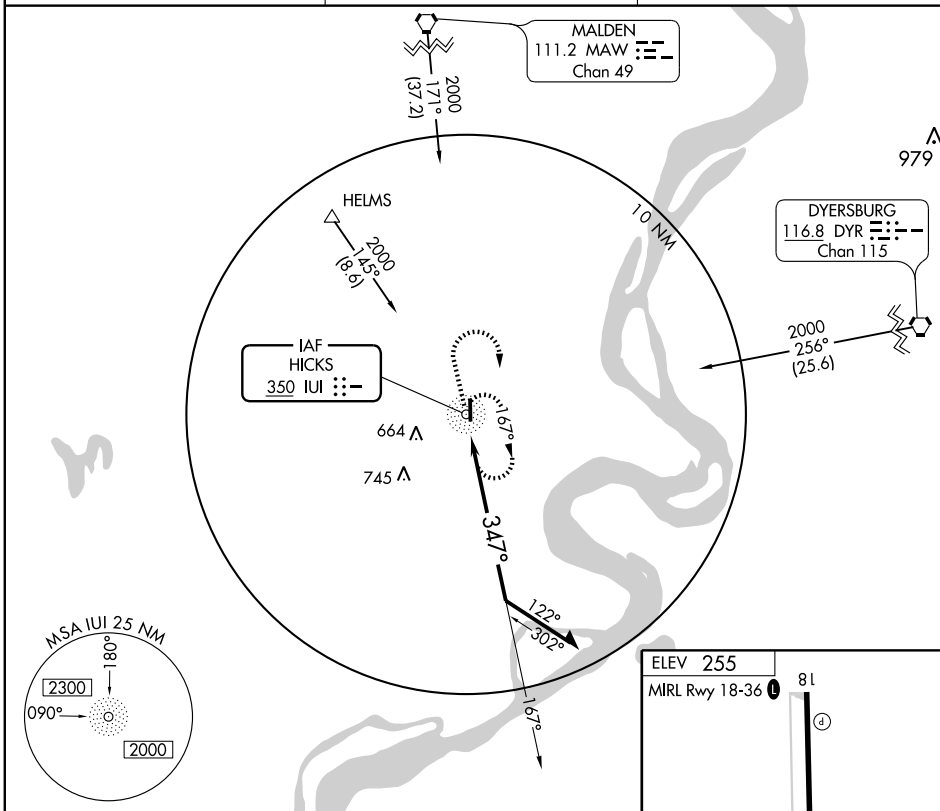 MALDEN
111.2 MAW
Chan 49
2000
171°
(37.2)
979
HELMS
10 NM
DYERSBURG
116.8 DYR
Chan 115
2000
145°
(8.6)
2000
256°
(25.6)
IAF
HICKS
350 IUI
664
167°
745
347°
122°
302°
167°
MSA IUI 25 NM
180°
2300
090°
2000
ELEV 255
MIRL Rwy 18-36 L
18
P